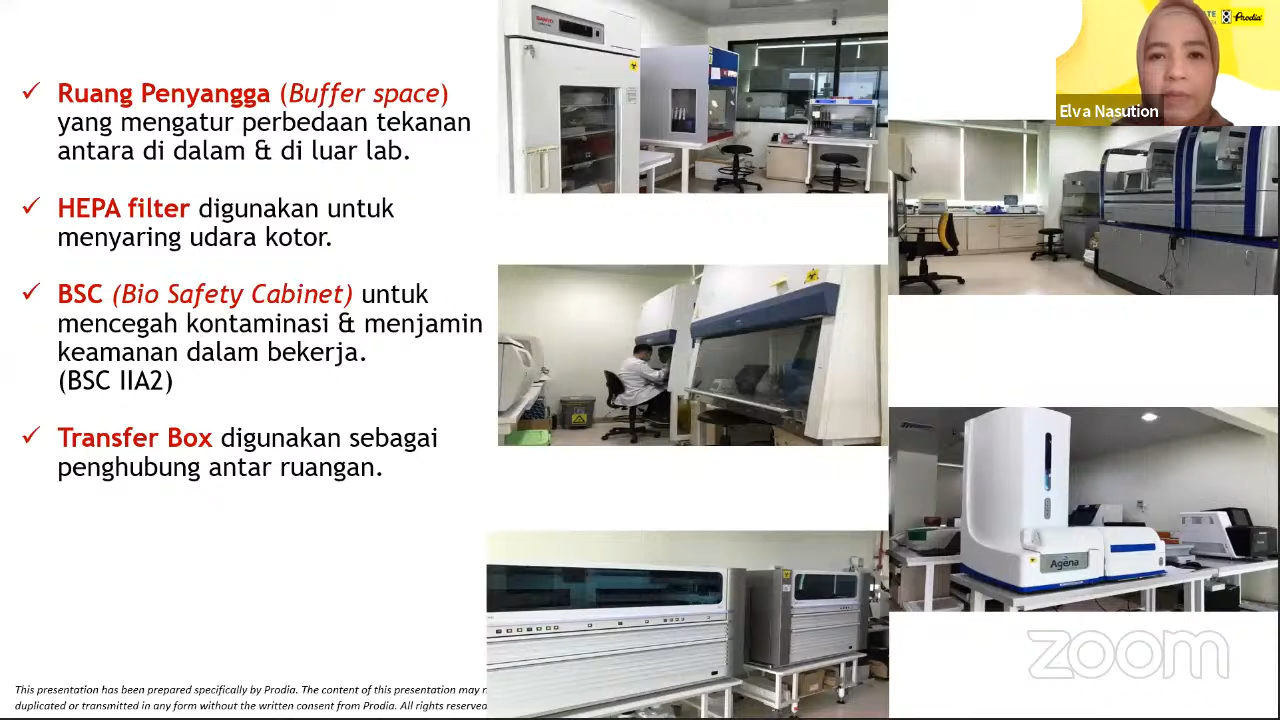 ✓ Ruang Penyangga (Buffer space)
yang mengatur perbedaan tekanan
antara di dalam & di luar lab.
✓ HEPA filter digunakan untuk
menyaring udara kotor.
✓ BSC (Bio Safety Cabinet) untuk
mencegah kontaminasi & menjamin
keamanan dalam bekerja.
(BSC IIA2)
✓ Transfer Box digunakan sebagai
penghubung antar ruangan.
This presentation has been prepared specifically by Prodia. The content of this presentation may
duplicated or transmitted in any form without the written consent from Prodia. All rights reserved
SANYO
Prodia
Elva Nasution
Agena
zoom